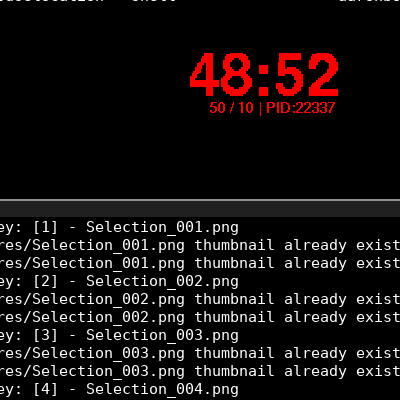 48:52
50 / 10 | PID:22337
ey: [1] - Selection_001.png
res/Selection_001.png thumbnail already exist
res/Selection_001.png thumbnail already exist
ey: [2] - Selection_002.png
res/Selection_002.png thumbnail already exist
res/Selection_002.png thumbnail already exist
ey: [3] - Selection_003.png
res/Selection_003.png thumbnail already exist
res/Selection_003.png thumbnail already exist
ey: [4] - Selection_004.png